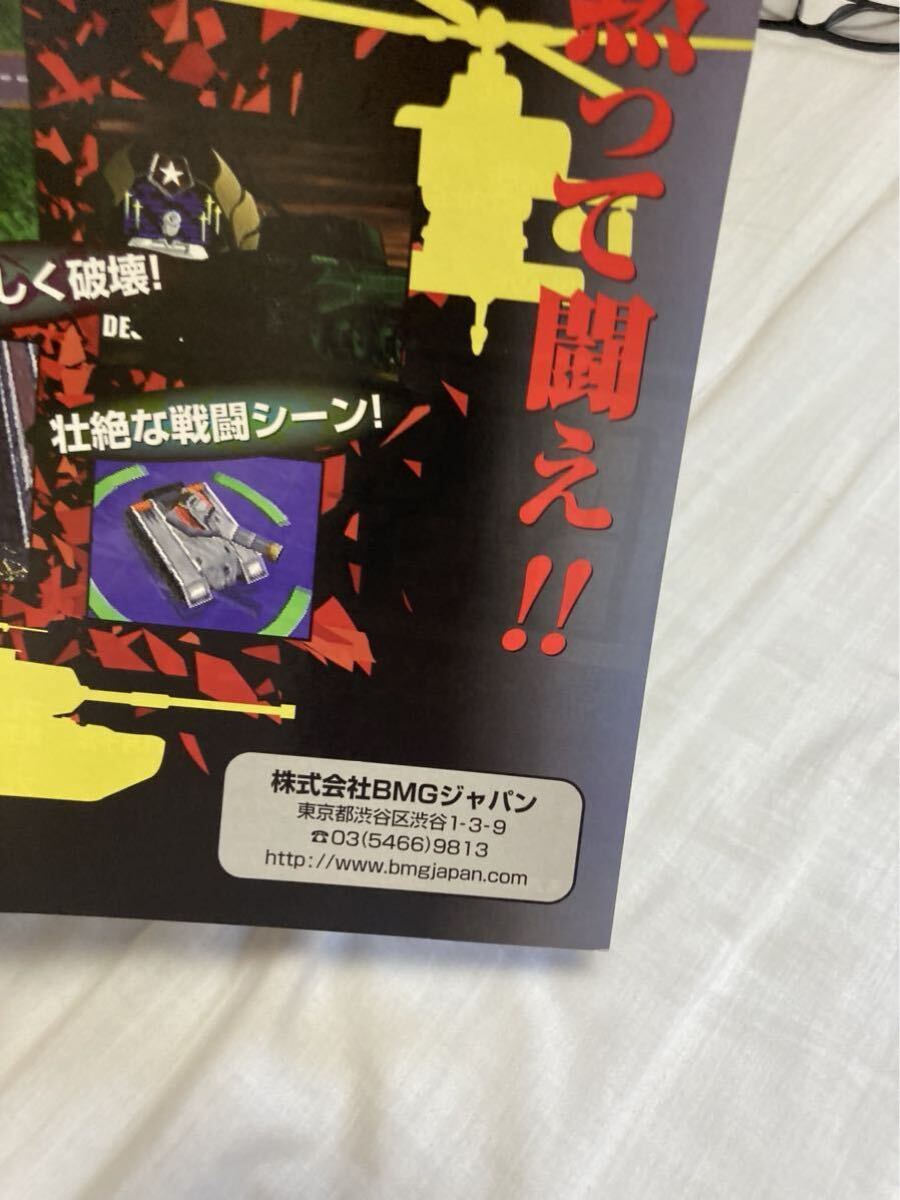 って闘え!!
しく破壊!
DE
壮絶な戦闘シーン!
株式会社BMGジャパン
東京都渋谷区渋谷1-3-9
☎03(5466)9813
http://www.bmgjapan.com